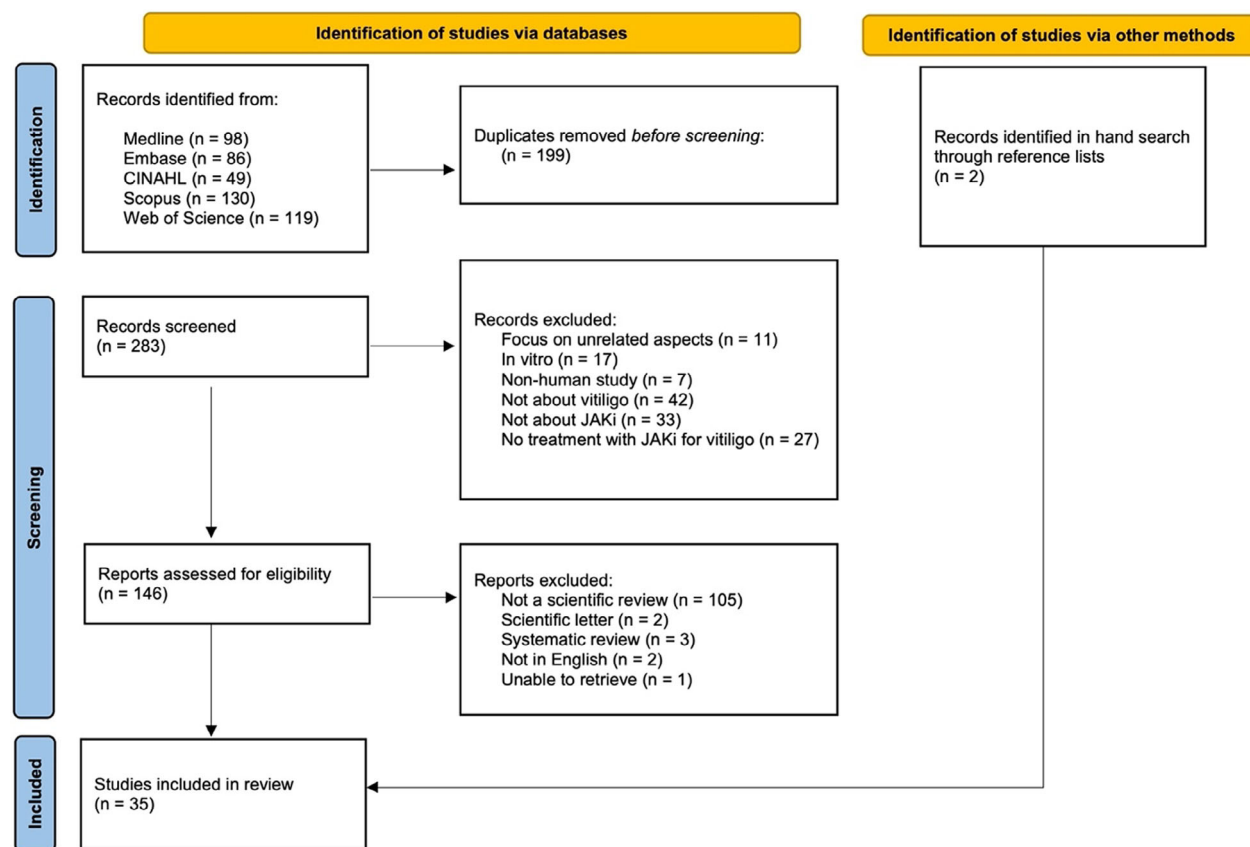 Identification of studies via databases
Identification of studies via other methods
Identification
Records identified from:
Medline (n = 98)
Embase (n = 86)
CINAHL (n = 49)
Scopus (n = 130)
Web of Science (n = 119)
Duplicates removed before screening:
(n = 199)
Records identified in hand search
through reference lists
(n = 2)
Screening
Records screened
(n = 283)
Records excluded:
Focus on unrelated aspects (n = 11)
In vitro (n = 17)
Non-human study (n = 7)
Not about vitiligo (n = 42)
Not about JAKi (n = 33)
No treatment with JAKi for vitiligo (n = 27)
Reports assessed for eligibility
(n = 146)
Reports excluded:
Not a scientific review (n = 105)
Scientific letter (n = 2)
Systematic review (n = 3)
Not in English (n = 2)
Unable to retrieve (n = 1)
Included
Studies included in review
(n = 35)